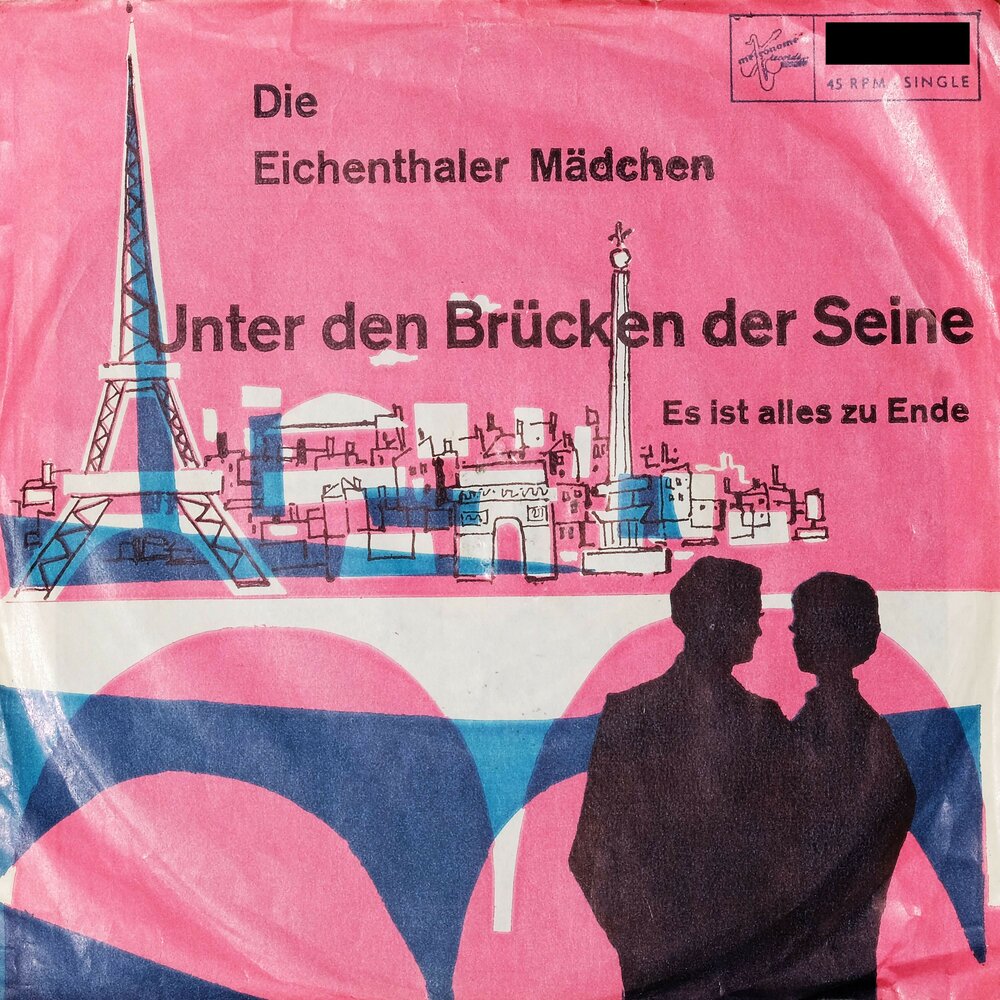 metronome
records
45 RPM · SINGLE
Die
Eichenthaler Mädchen
Unter den Brücken der Seine
Es ist alles zu Ende